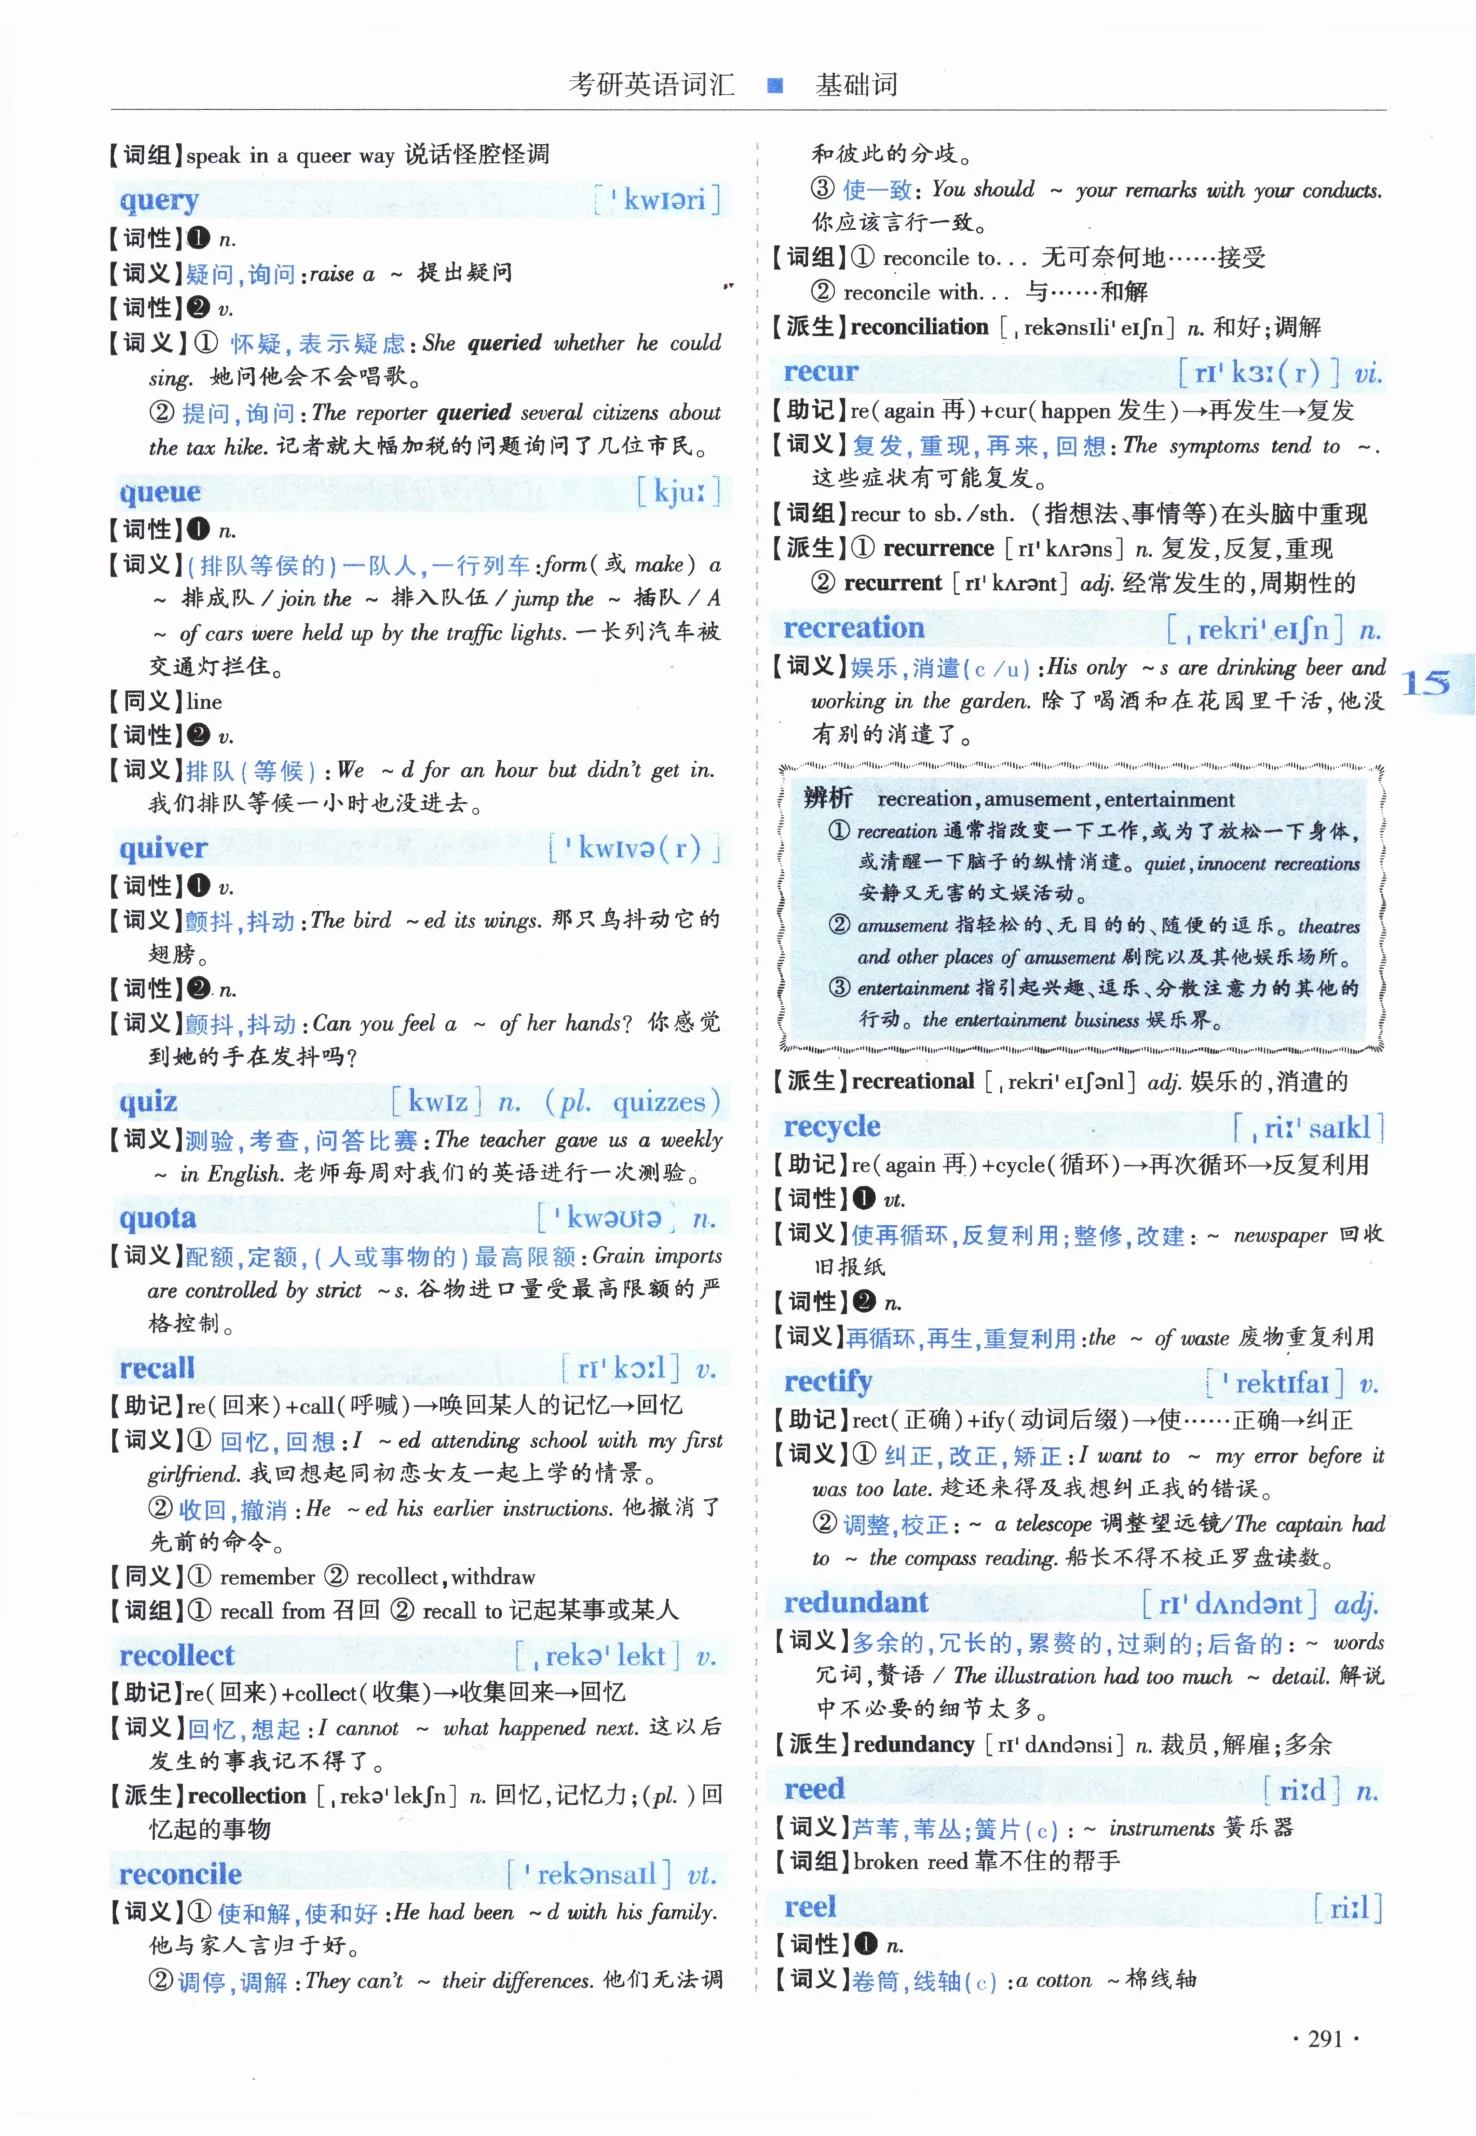 考研英语词汇 ■ 基础词
【词组】speak in a queer way 说话怪腔怪调
query [ˈkwɪəri]
【词性】❶ n.
【词义】疑问,询问:raise a ~ 提出疑问
【词性】❷ v.
【词义】① 怀疑,表示疑虑:She queried whether he could
sing. 她问他会不会唱歌。
② 提问,询问:The reporter queried several citizens about
the tax hike. 记者就大幅加税的问题询问了几位市民。
queue [kjuː]
【词性】❶ n.
【词义】(排队等侯的)一队人,一行列车:form(或 make) a
~ 排成队 / join the ~ 排入队伍 / jump the ~ 插队 / A
~ of cars were held up by the traffic lights. 一长列汽车被
交通灯拦住。
【同义】line
【词性】❷ v.
【词义】排队(等候):We ~d for an hour but didn't get in.
我们排队等候一小时也没进去。
quiver [ˈkwɪvə(r)]
【词性】❶ v.
【词义】颤抖,抖动:The bird ~ed its wings. 那只鸟抖动它的
翅膀。
【词性】❷ n.
【词义】颤抖,抖动:Can you feel a ~ of her hands? 你感觉
到她的手在发抖吗?
quiz [kwɪz] n. (pl. quizzes)
【词义】测验,考查,问答比赛:The teacher gave us a weekly
~ in English. 老师每周对我们的英语进行一次测验。
quota [ˈkwəʊtə] n.
【词义】配额,定额,(人或事物的)最高限额:Grain imports
are controlled by strict ~s. 谷物进口量受最高限额的严
格控制。
recall [rɪˈkɔːl] v.
【助记】re(回来)+call(呼喊)→唤回某人的记忆→回忆
【词义】① 回忆,回想:I ~ed attending school with my first
girlfriend. 我回想起同初恋女友一起上学的情景。
②收回,撤消:He ~ed his earlier instructions. 他撤消了
先前的命令。
【同义】① remember ② recollect,withdraw
【词组】① recall from 召回 ② recall to 记起某事或某人
recollect [ˌrekəˈlekt] v.
【助记】re(回来)+collect(收集)→收集回来→回忆
【词义】回忆,想起:I cannot ~ what happened next. 这以后
发生的事我记不得了。
【派生】recollection [ˌrekəˈlekʃn] n. 回忆,记忆力;(pl.)回
忆起的事物
reconcile [ˈrekənsaɪl] vt.
【词义】① 使和解,使和好:He had been ~d with his family.
他与家人言归于好。
②调停,调解:They can't ~ their differences. 他们无法调
和彼此的分歧。
③ 使一致: You should ~ your remarks with your conducts.
你应该言行一致。
【词组】① reconcile to... 无可奈何地……接受
② reconcile with... 与……和解
【派生】reconciliation [ˌrekənsɪliˈeɪʃn] n. 和好;调解
recur [rɪˈkɜː(r)] vi.
【助记】re(again 再)+cur(happen 发生)→再发生→复发
【词义】复发,重现,再来,回想:The symptoms tend to ~.
这些症状有可能复发。
【词组】recur to sb./sth. (指想法、事情等)在头脑中重现
【派生】① recurrence [rɪˈkʌrəns] n. 复发,反复,重现
② recurrent [rɪˈkʌrənt] adj. 经常发生的,周期性的
recreation [ˌrekriˈeɪʃn] n.
【词义】娱乐,消遣(c /u):His only ~s are drinking beer and
working in the garden. 除了喝酒和在花园里干活,他没
有别的消遣了。
辨析 recreation,amusement,entertainment
① recreation 通常指改变一下工作,或为了放松一下身体,
或清醒一下脑子的纵情消遣。quiet,innocent recreations
安静又无害的文娱活动。
② amusement 指轻松的、无目的的、随便的逗乐。theatres
and other places of amusement 剧院以及其他娱乐场所。
③ entertainment 指引起兴趣、逗乐、分散注意力的其他的
行动。the entertainment business 娱乐界。
【派生】recreational [ˌrekriˈeɪʃənl] adj. 娱乐的,消遣的
recycle [ˌriːˈsaɪkl]
【助记】re(again 再)+cycle(循环)→再次循环→反复利用
【词性】❶ vt.
【词义】使再循环,反复利用;整修,改建: ~ newspaper 回收
旧报纸
【词性】❷ n.
【词义】再循环,再生,重复利用:the ~ of waste 废物重复利用
rectify [ˈrektɪfaɪ] v.
【助记】rect(正确)+ify(动词后缀)→使……正确→纠正
【词义】① 纠正,改正,矫正:I want to ~ my error before it
was too late. 趁还来得及我想纠正我的错误。
②调整,校正: ~ a telescope 调整望远镜/The captain had
to ~ the compass reading. 船长不得不校正罗盘读数。
redundant [rɪˈdʌndənt] adj.
【词义】多余的,冗长的,累赘的,过剩的;后备的: ~ words
冗词,赘语 / The illustration had too much ~ detail. 解说
中不必要的细节太多。
【派生】redundancy [rɪˈdʌndənsi] n. 裁员,解雇;多余
reed [riːd] n.
【词义】芦苇,苇丛;簧片(c): ~ instruments 簧乐器
【词组】broken reed 靠不住的帮手
reel [riːl]
【词性】❶ n.
【词义】卷筒,线轴(c):a cotton ~棉线轴
15
·291·